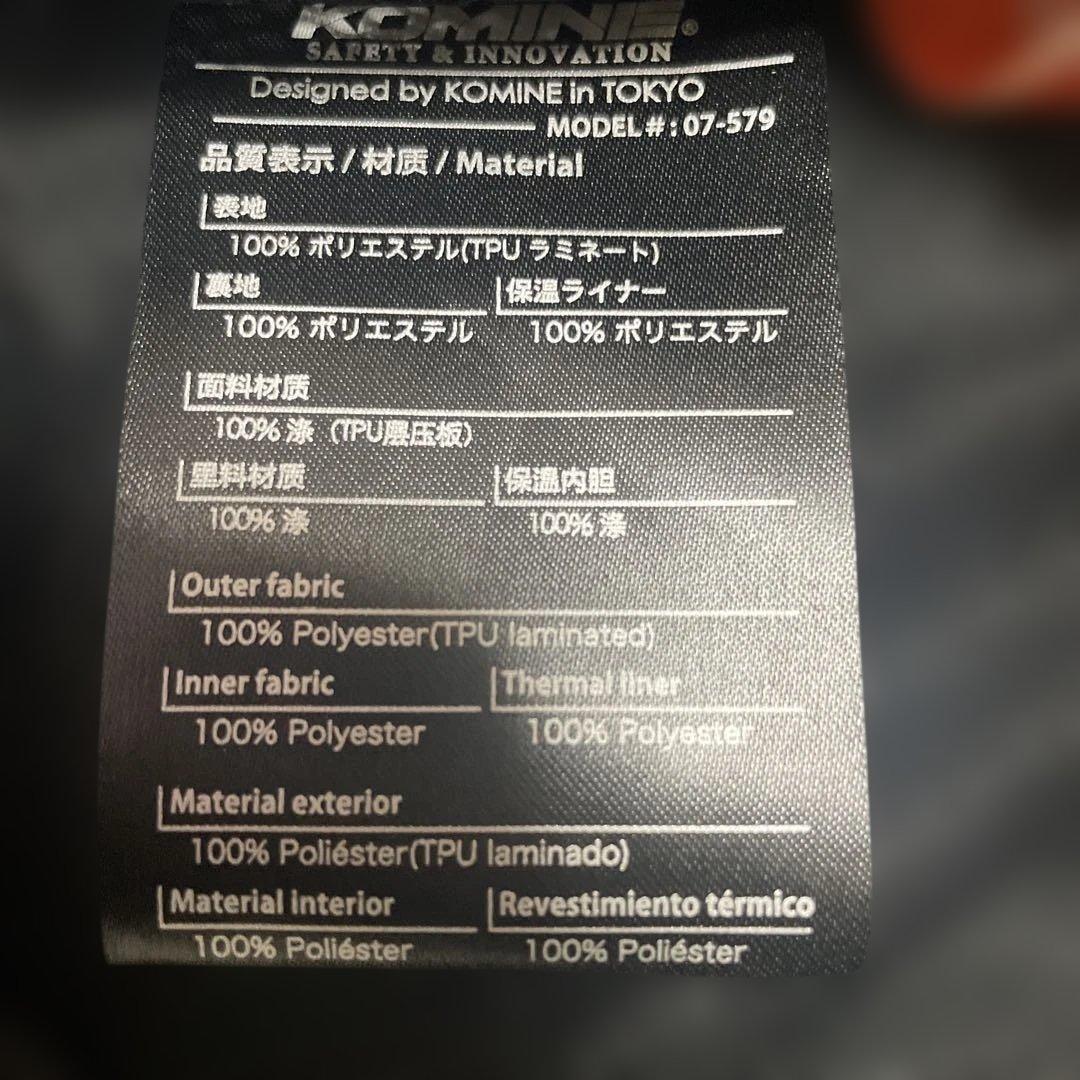 KOMINE®
SAFETY & INNOVATION
Designed by KOMINE in TOKYO
MODEL#: 07-579
品質表示 / 材质 / Material
表地
100% ポリエステル(TPU ラミネート)
裏地 保温ライナー
100% ポリエステル 100% ポリエステル
面料材质
100% 涤（TPU层压板）
里料材质 保温内胆
100% 涤 100% 涤
Outer fabric
100% Polyester(TPU laminated)
Inner fabric Thermal liner
100% Polyester 100% Polyester
Material exterior
100% Poliéster(TPU laminado)
Material interior Revestimiento térmico
100% Poliéster 100% Poliéster